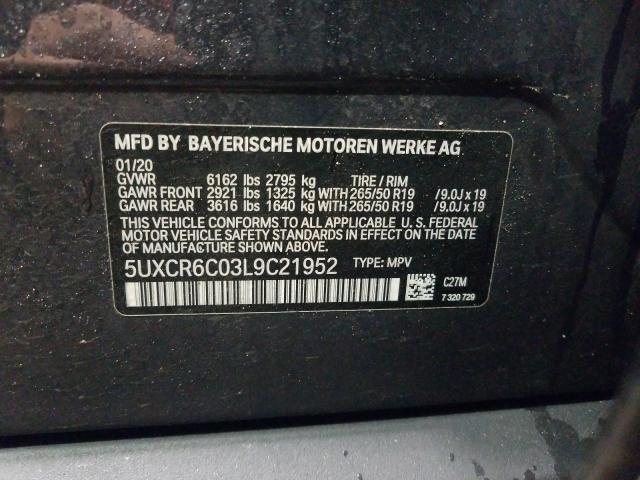 MFD BY BAYERISCHE MOTOREN WERKE AG
01/20
GVWR 6162 lbs 2795 kg TIRE / RIM
GAWR FRONT 2921 lbs 1325 kg WITH 265/50 R19 /9.0J x 19
GAWR REAR 3616 lbs 1640 kg WITH 265/50 R19 /9.0J x 19
THIS VEHICLE CONFORMS TO ALL APPLICABLE U. S. FEDERAL
MOTOR VEHICLE SAFETY AND THEFT PREVENTION STANDARDS
IN EFFECT ON THE DATE OF MANUFACTURE SHOWN ABOVE.
5UXCR6C03L9C21952 TYPE: MPV
C27M
7 320 729